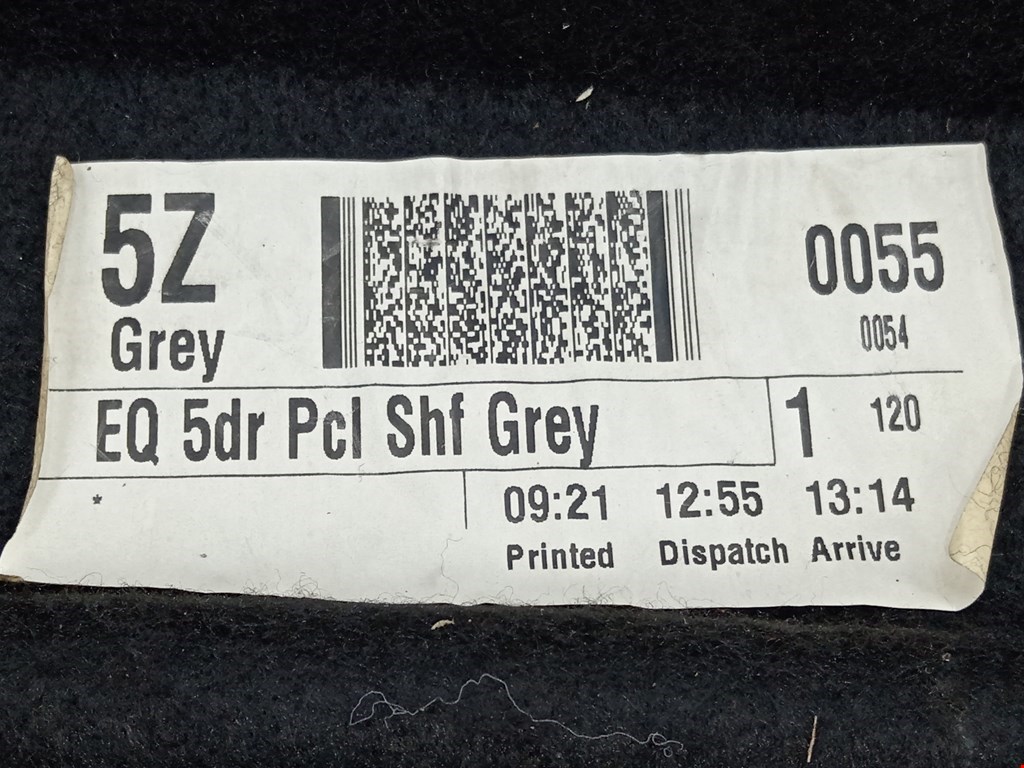 5Z
Grey
0055
0054
EQ 5dr Pcl Shf Grey
1 120
*
09:21 12:55 13:14
Printed Dispatch Arrive